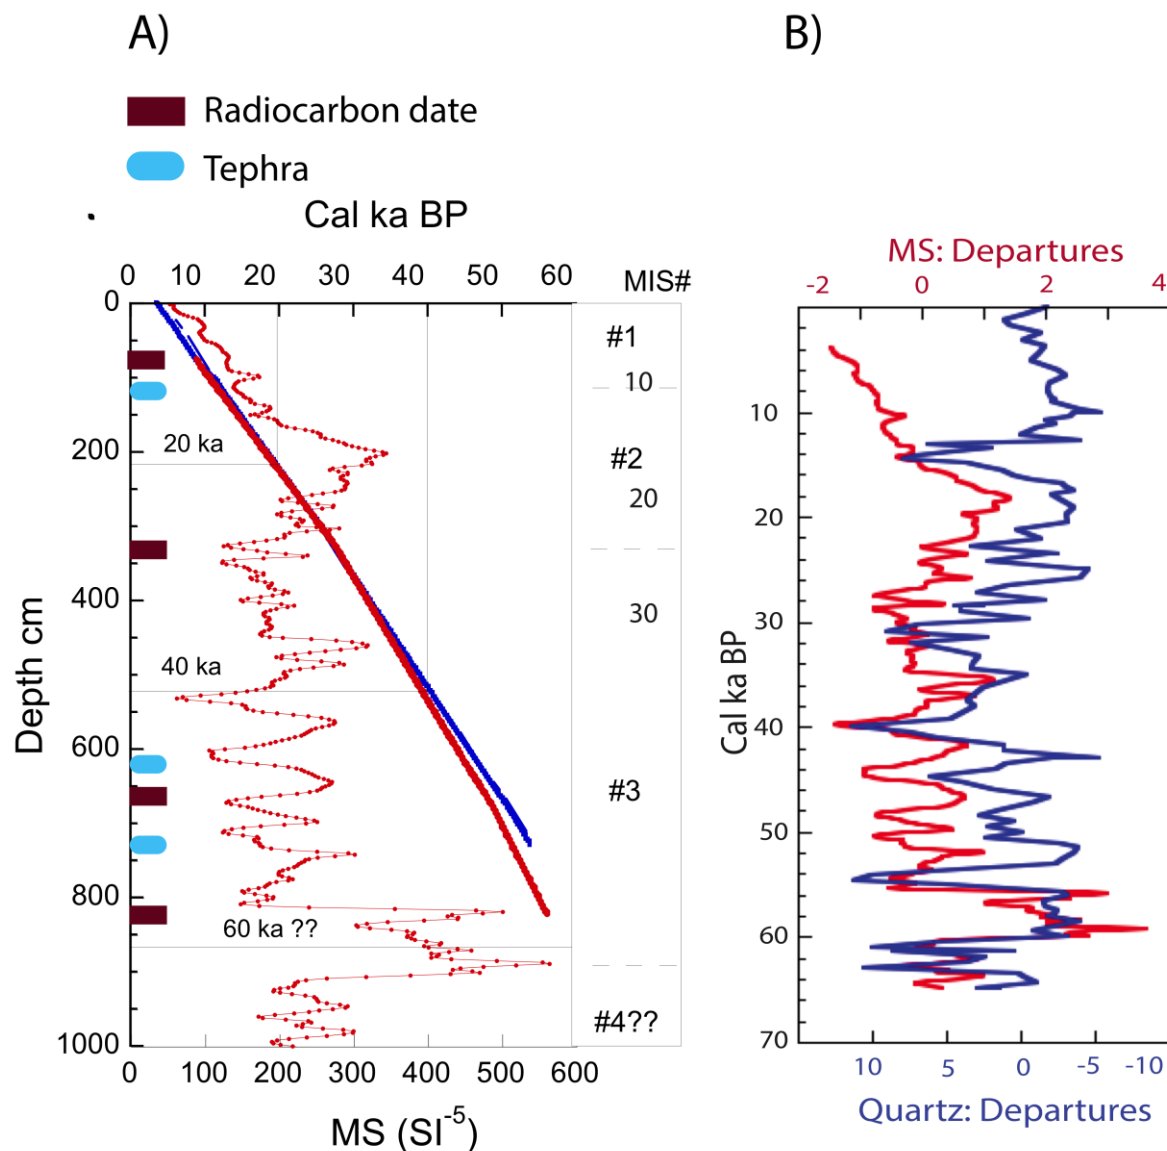 A)
B)
Radiocarbon date
Tephra
Cal ka BP
0 10 20 30 40 50 60
MIS#
0
200
400
600
800
1000
Depth cm
20 ka
40 ka
60 ka ??
#1
10
#2
20
30
#3
#4??
0 100 200 300 400 500 600
MS (SI⁻⁵)
MS: Departures
-2 0 2 4
10
20
30
40
50
60
70
Cal ka BP
10 5 0 -5 -10
Quartz: Departures